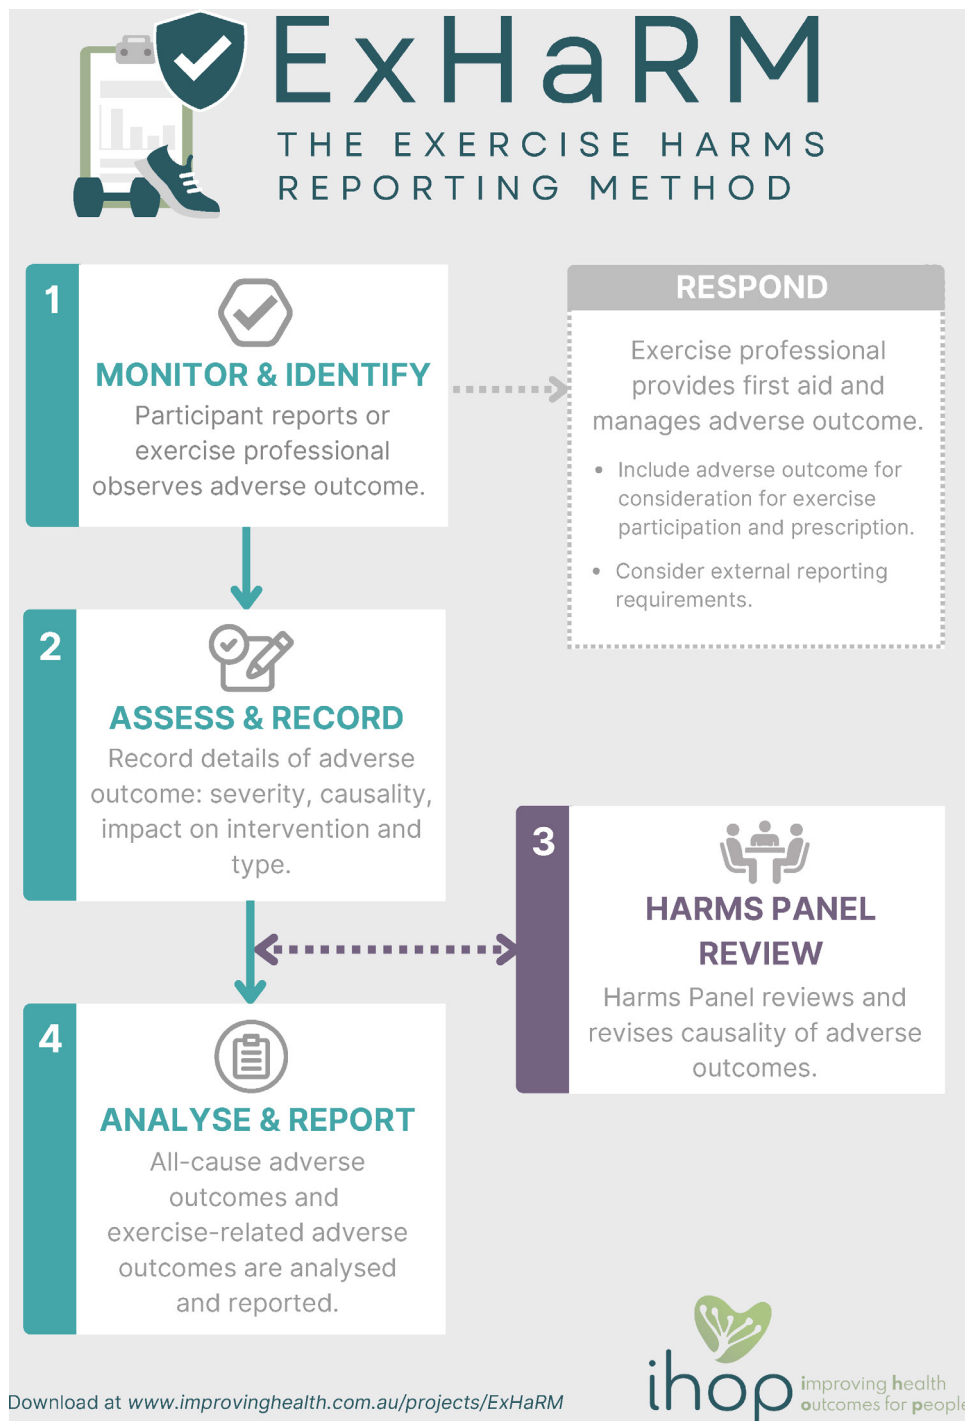 ExHaRM
THE EXERCISE HARMS
REPORTING METHOD
1
MONITOR & IDENTIFY
Participant reports or
exercise professional
observes adverse outcome.
RESPOND
Exercise professional
provides first aid and
manages adverse outcome.
• Include adverse outcome for
consideration for exercise
participation and prescription.
• Consider external reporting
requirements.
2
ASSESS & RECORD
Record details of adverse
outcome: severity, causality,
impact on intervention and
type.
3
HARMS PANEL
REVIEW
Harms Panel reviews and
revises causality of adverse
outcomes.
4
ANALYSE & REPORT
All-cause adverse
outcomes and
exercise-related adverse
outcomes are analysed
and reported.
Download at www.improvinghealth.com.au/projects/ExHaRM
ihop
improving health
outcomes for people